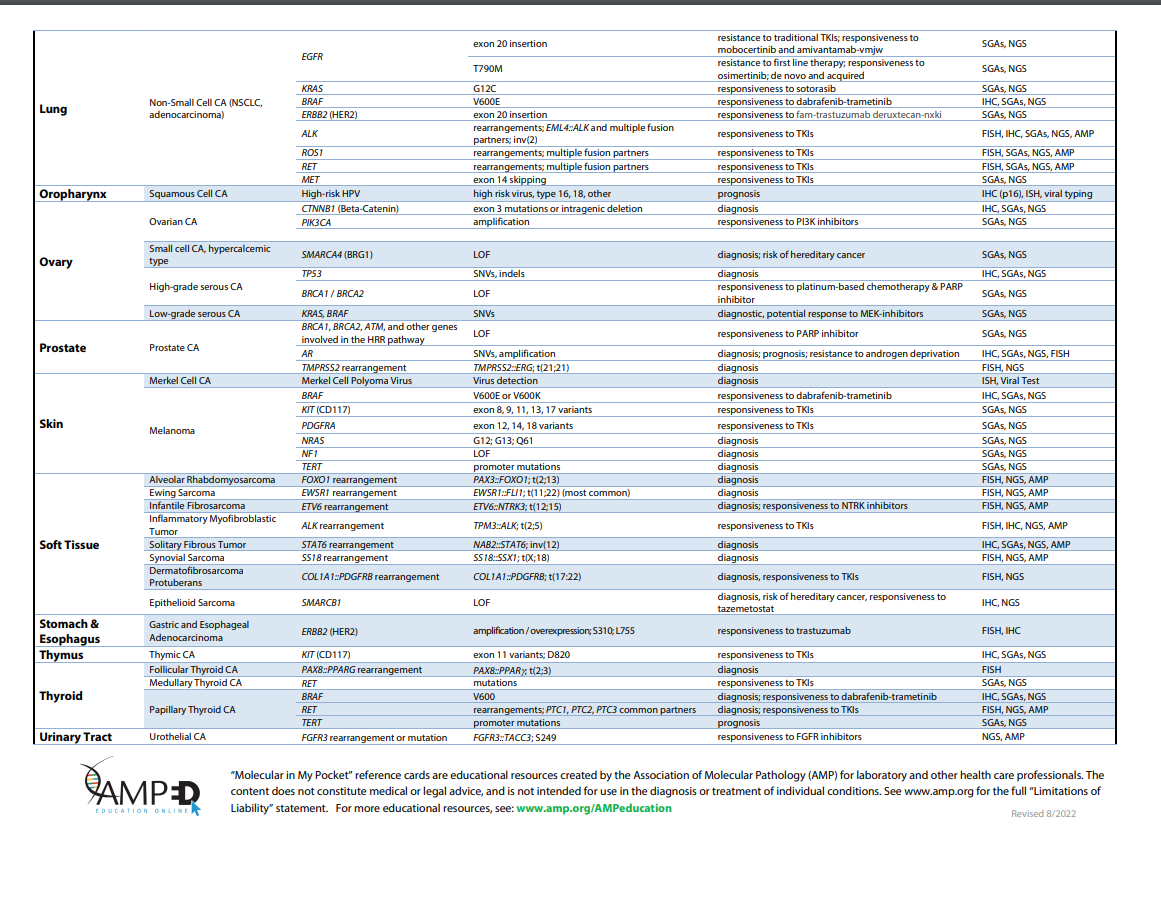 Lung Non-Small Cell CA (NSCLC, adenocarcinoma) EGFR exon 20 insertion resistance to traditional TKIs; responsiveness to mobocertinib and amivantamab-vmjw SGAs, NGS
T790M resistance to first line therapy; responsiveness to osimertinib; de novo and acquired SGAs, NGS
KRAS G12C responsiveness to sotorasib SGAs, NGS
BRAF V600E responsiveness to dabrafenib-trametinib IHC, SGAs, NGS
ERBB2 (HER2) exon 20 insertion responsiveness to fam-trastuzumab deruxtecan-nxki SGAs, NGS
ALK rearrangements; EML4::ALK and multiple fusion partners; inv(2) responsiveness to TKIs FISH, IHC, SGAs, NGS, AMP
ROS1 rearrangements; multiple fusion partners responsiveness to TKIs FISH, SGAs, NGS, AMP
RET rearrangements; multiple fusion partners responsiveness to TKIs FISH, SGAs, NGS, AMP
MET exon 14 skipping responsiveness to TKIs SGAs, NGS
Oropharynx Squamous Cell CA High-risk HPV high risk virus, type 16, 18, other prognosis IHC (p16), ISH, viral typing
Ovary Ovarian CA CTNNB1 (Beta-Catenin) exon 3 mutations or intragenic deletion diagnosis IHC, SGAs, NGS
PIK3CA amplification responsiveness to PI3K inhibitors SGAs, NGS
Small cell CA, hypercalcemic type SMARCA4 (BRG1) LOF diagnosis; risk of hereditary cancer SGAs, NGS
High-grade serous CA TP53 SNVs, indels diagnosis IHC, SGAs, NGS
BRCA1 / BRCA2 LOF responsiveness to platinum-based chemotherapy & PARP inhibitor SGAs, NGS
Low-grade serous CA KRAS, BRAF SNVs diagnostic, potential response to MEK-inhibitors SGAs, NGS
Prostate Prostate CA BRCA1, BRCA2, ATM, and other genes involved in the HRR pathway LOF responsiveness to PARP inhibitor SGAs, NGS
AR SNVs, amplification diagnosis; prognosis; resistance to androgen deprivation IHC, SGAs, NGS, FISH
TMPRSS2 rearrangement TMPRSS2::ERG; t(21;21) diagnosis FISH, NGS
Skin Merkel Cell CA Merkel Cell Polyoma Virus Virus detection diagnosis ISH, Viral Test
Melanoma BRAF V600E or V600K responsiveness to dabrafenib-trametinib IHC, SGAs, NGS
KIT (CD117) exon 8, 9, 11, 13, 17 variants responsiveness to TKIs SGAs, NGS
PDGFRA exon 12, 14, 18 variants responsiveness to TKIs SGAs, NGS
NRAS G12; G13; Q61 diagnosis SGAs, NGS
NF1 LOF diagnosis SGAs, NGS
TERT promoter mutations diagnosis SGAs, NGS
Soft Tissue Alveolar Rhabdomyosarcoma FOXO1 rearrangement PAX3::FOXO1; t(2;13) diagnosis FISH, NGS, AMP
Ewing Sarcoma EWSR1 rearrangement EWSR1::FLI1; t(11;22) (most common) diagnosis FISH, NGS, AMP
Infantile Fibrosarcoma ETV6 rearrangement ETV6::NTRK3; t(12;15) diagnosis; responsiveness to NTRK inhibitors FISH, NGS, AMP
Inflammatory Myofibroblastic Tumor ALK rearrangement TPM3::ALK; t(2;5) responsiveness to TKIs FISH, IHC, NGS, AMP
Solitary Fibrous Tumor STAT6 rearrangement NAB2::STAT6; inv(12) diagnosis IHC, SGAs, NGS, AMP
Synovial Sarcoma SS18 rearrangement SS18::SSX1; t(X;18) diagnosis FISH, NGS, AMP
Dermatofibrosarcoma Protuberans COL1A1::PDGFRB rearrangement COL1A1::PDGFRB; t(17:22) diagnosis, responsiveness to TKIs FISH, NGS
Epithelioid Sarcoma SMARCB1 LOF diagnosis, risk of hereditary cancer, responsiveness to tazemetostat IHC, NGS
Stomach & Esophagus Gastric and Esophageal Adenocarcinoma ERBB2 (HER2) amplification / overexpression; S310; L755 responsiveness to trastuzumab FISH, IHC
Thymus Thymic CA KIT (CD117) exon 11 variants; D820 responsiveness to TKIs IHC, SGAs, NGS
Thyroid Follicular Thyroid CA PAX8::PPARG rearrangement PAX8::PPARγ; t(2;3) diagnosis FISH
Medullary Thyroid CA RET mutations responsiveness to TKIs SGAs, NGS
Papillary Thyroid CA BRAF V600 diagnosis; responsiveness to dabrafenib-trametinib IHC, SGAs, NGS
RET rearrangements; PTC1, PTC2, PTC3 common partners diagnosis; responsiveness to TKIs FISH, NGS, AMP
TERT promoter mutations prognosis SGAs, NGS
Urinary Tract Urothelial CA FGFR3 rearrangement or mutation FGFR3::TACC3; S249 responsiveness to FGFR inhibitors NGS, AMP
AMPED
EDUCATION ONLINE
"Molecular in My Pocket" reference cards are educational resources created by the Association of Molecular Pathology (AMP) for laboratory and other health care professionals. The
content does not constitute medical or legal advice, and is not intended for use in the diagnosis or treatment of individual conditions. See www.amp.org for the full "Limitations of
Liability" statement. For more educational resources, see: www.amp.org/AMPeducation
Revised 8/2022